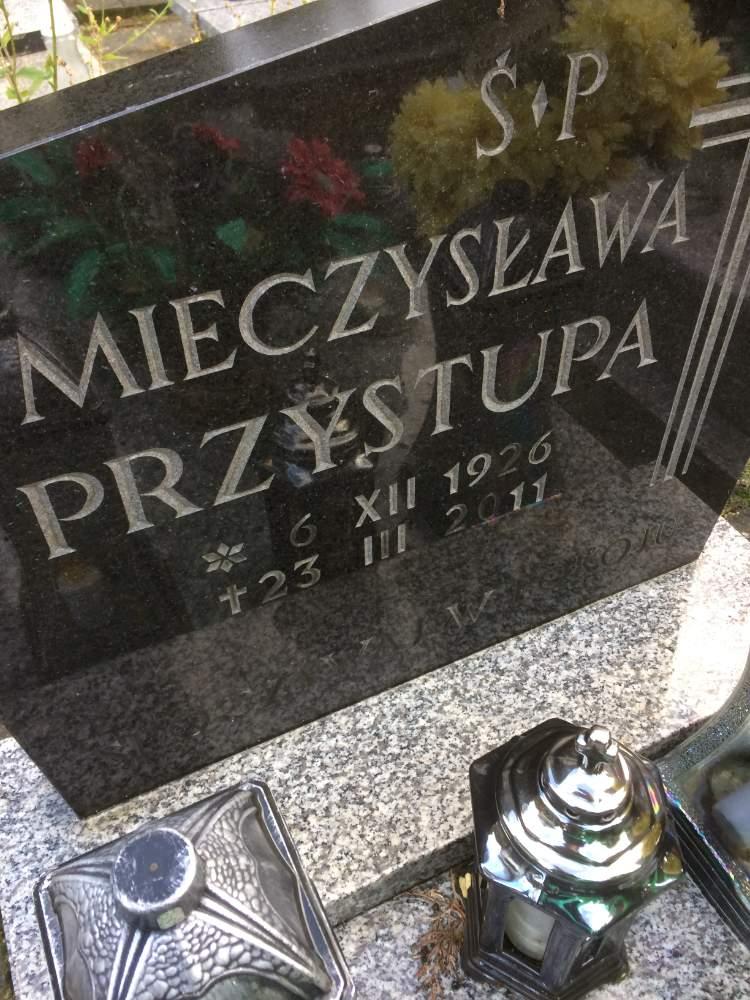 Ś.P
MIECZYSŁAWA
PRZYSTUPA
* 6 XII 1926
✝ 23 III 2011
W